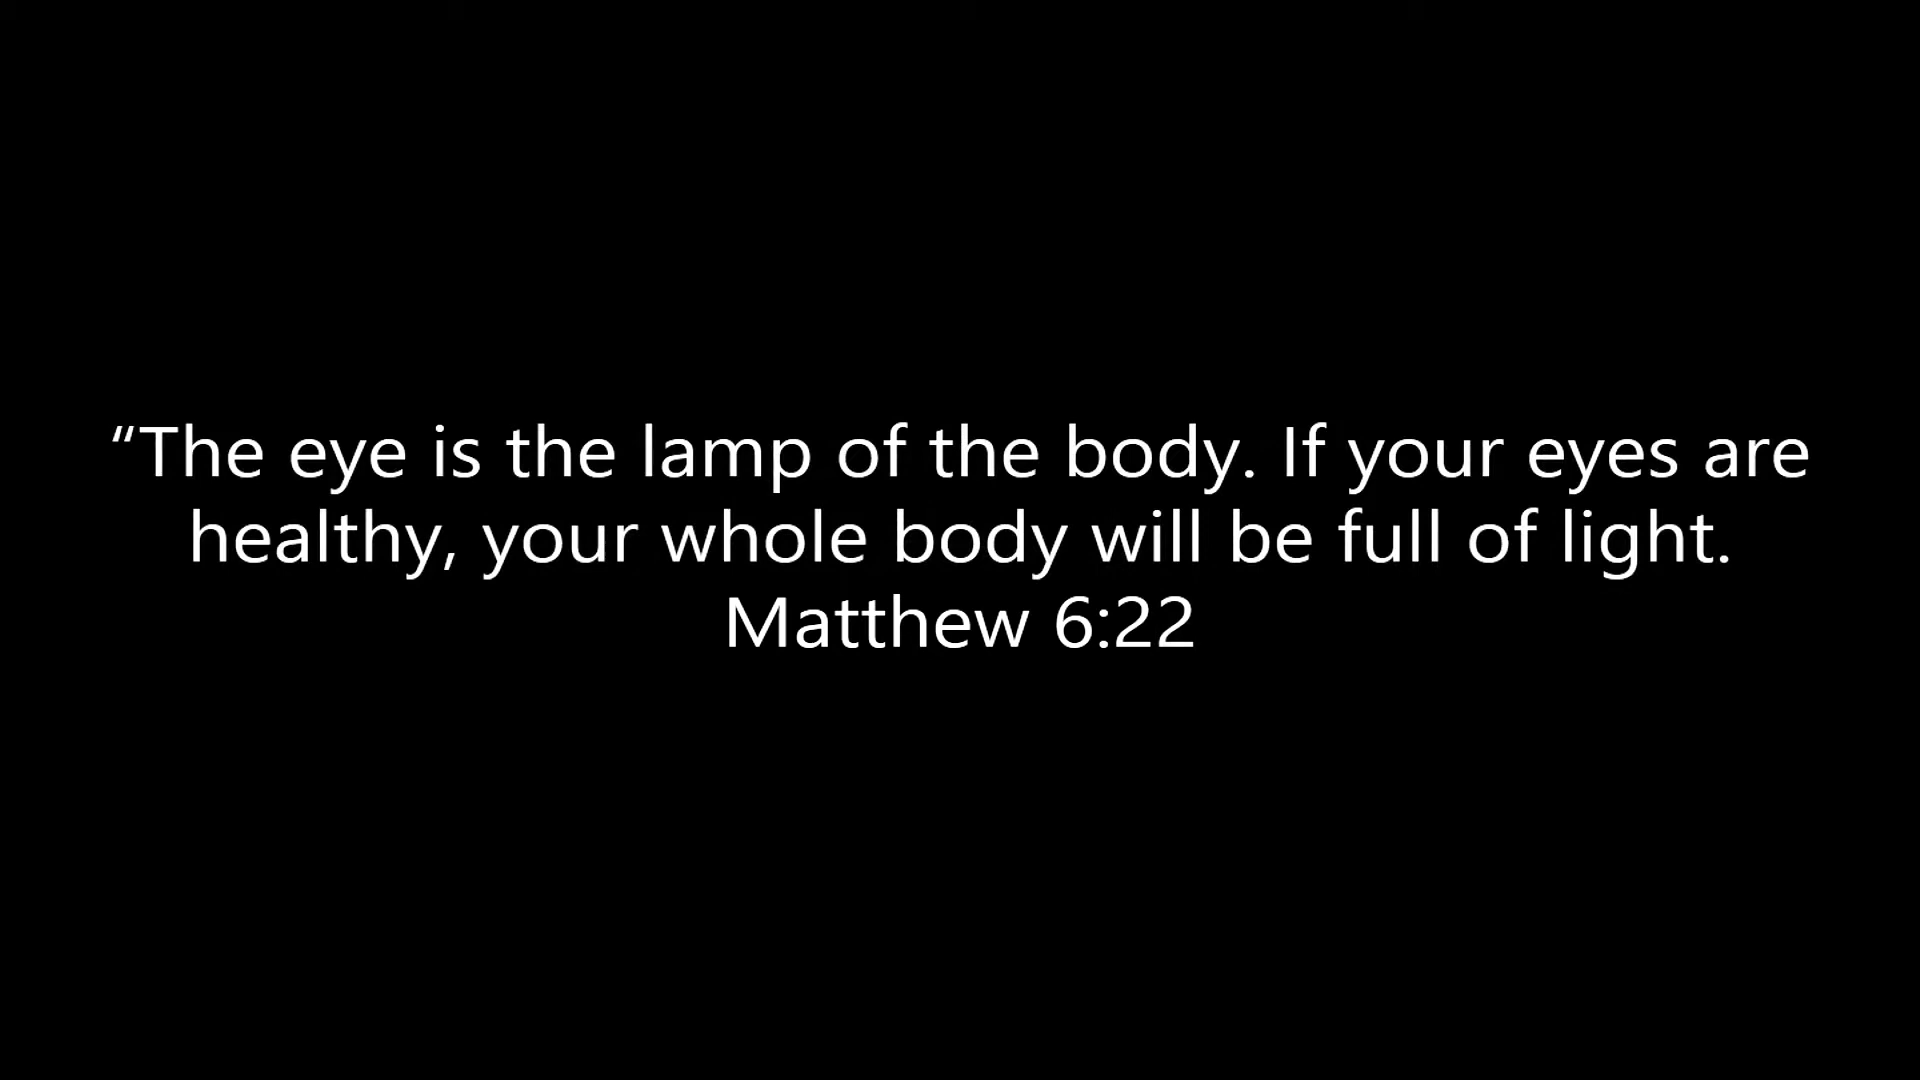 “The eye is the lamp of the body. If your eyes are
healthy, your whole body will be full of light.
Matthew 6:22